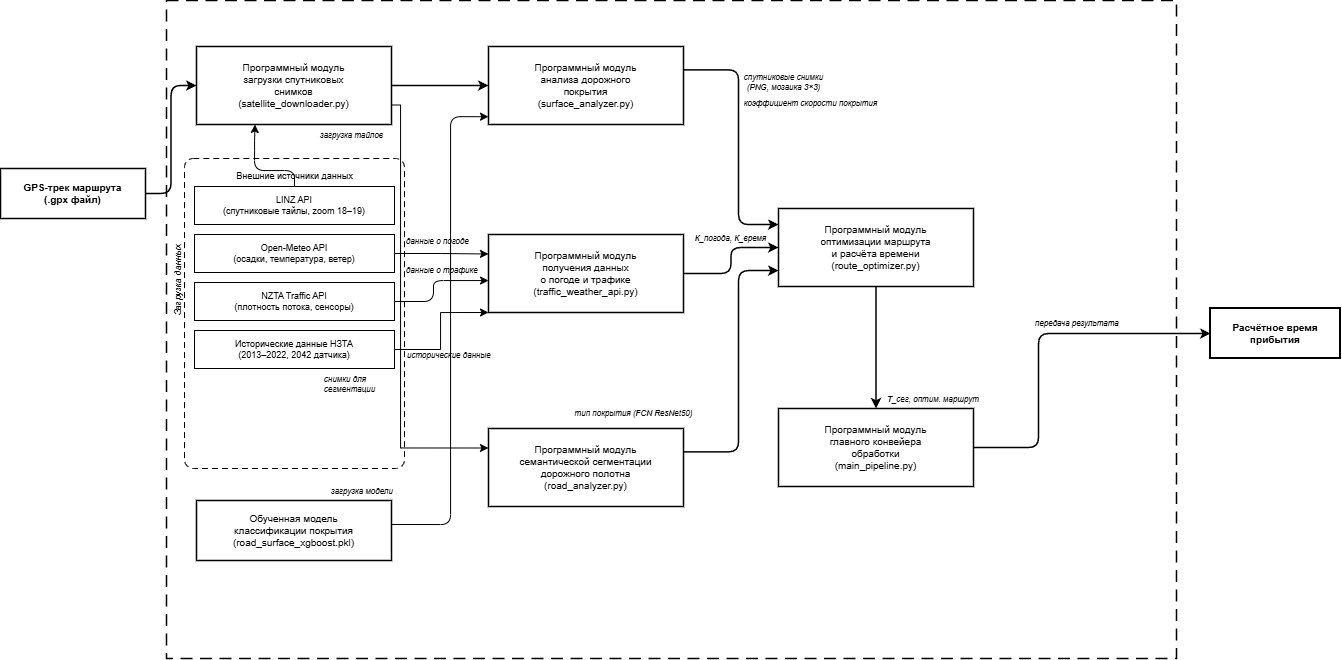 GPS-трек маршрута
(.gpx файл)
Программный модуль
загрузки спутниковых
снимков
(satellite_downloader.py)
загрузка тайлов
Внешние источники данных
Загрузка данных
LINZ API
(спутниковые тайлы, zoom 18–19)
Open-Meteo API
(осадки, температура, ветер)
NZTA Traffic API
(плотность потока, сенсоры)
Исторические данные НЗТА
(2013–2022, 2042 датчика)
снимки для
сегментации
загрузка модели
Обученная модель
классификации покрытия
(road_surface_xgboost.pkl)
Программный модуль
анализа дорожного
покрытия
(surface_analyzer.py)
спутниковые снимки
(PNG, мозаика 3×3)
коэффициент скорости покрытия
данные о погоде
данные о трафике
исторические данные
Программный модуль
получения данных
о погоде и трафике
(traffic_weather_api.py)
К_погода, К_время
тип покрытия (FCN ResNet50)
Программный модуль
семантической сегментации
дорожного полотна
(road_analyzer.py)
Программный модуль
оптимизации маршрута
и расчёта времени
(route_optimizer.py)
Т_сег, оптим. маршрут
Программный модуль
главного конвейера
обработки
(main_pipeline.py)
передача результата
Расчётное время
прибытия